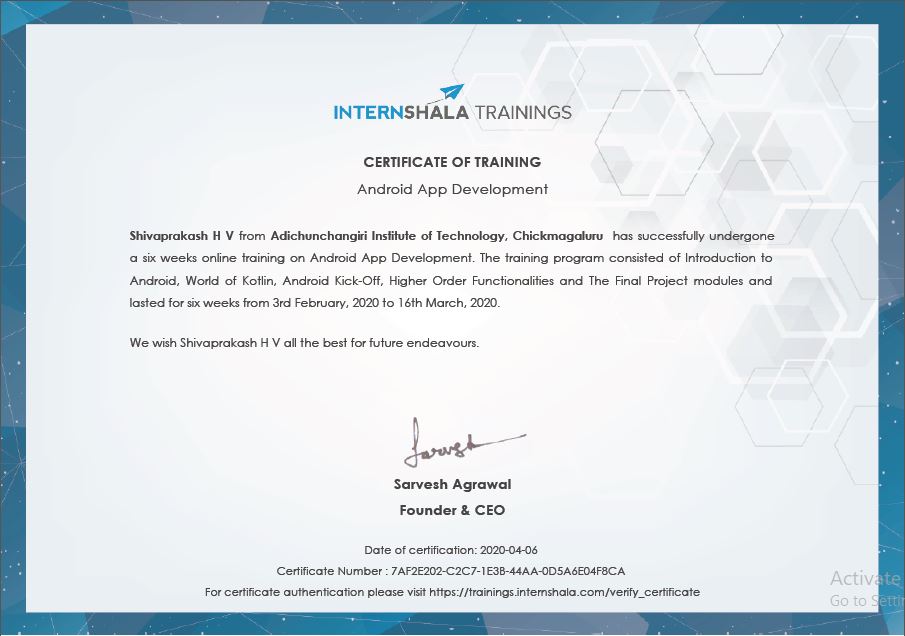 INTERNSHALA TRAININGS
CERTIFICATE OF TRAINING
Android App Development
Shivaprakash H V from Adichunchangiri Institute of Technology, Chickmagaluru has successfully undergone
a six weeks online training on Android App Development. The training program consisted of Introduction to
Android, World of Kotlin, Android Kick-Off, Higher Order Functionalities and The Final Project modules and
lasted for six weeks from 3rd February, 2020 to 16th March, 2020.
We wish Shivaprakash H V all the best for future endeavours.
Sarvesh
Sarvesh Agrawal
Founder & CEO
Date of certification: 2020-04-06
Certificate Number : 7AF2E202-C2C7-1E3B-44AA-0D5A6E04F8CA
For certificate authentication please visit https://trainings.internshala.com/verify_certificate
Activate
Go to